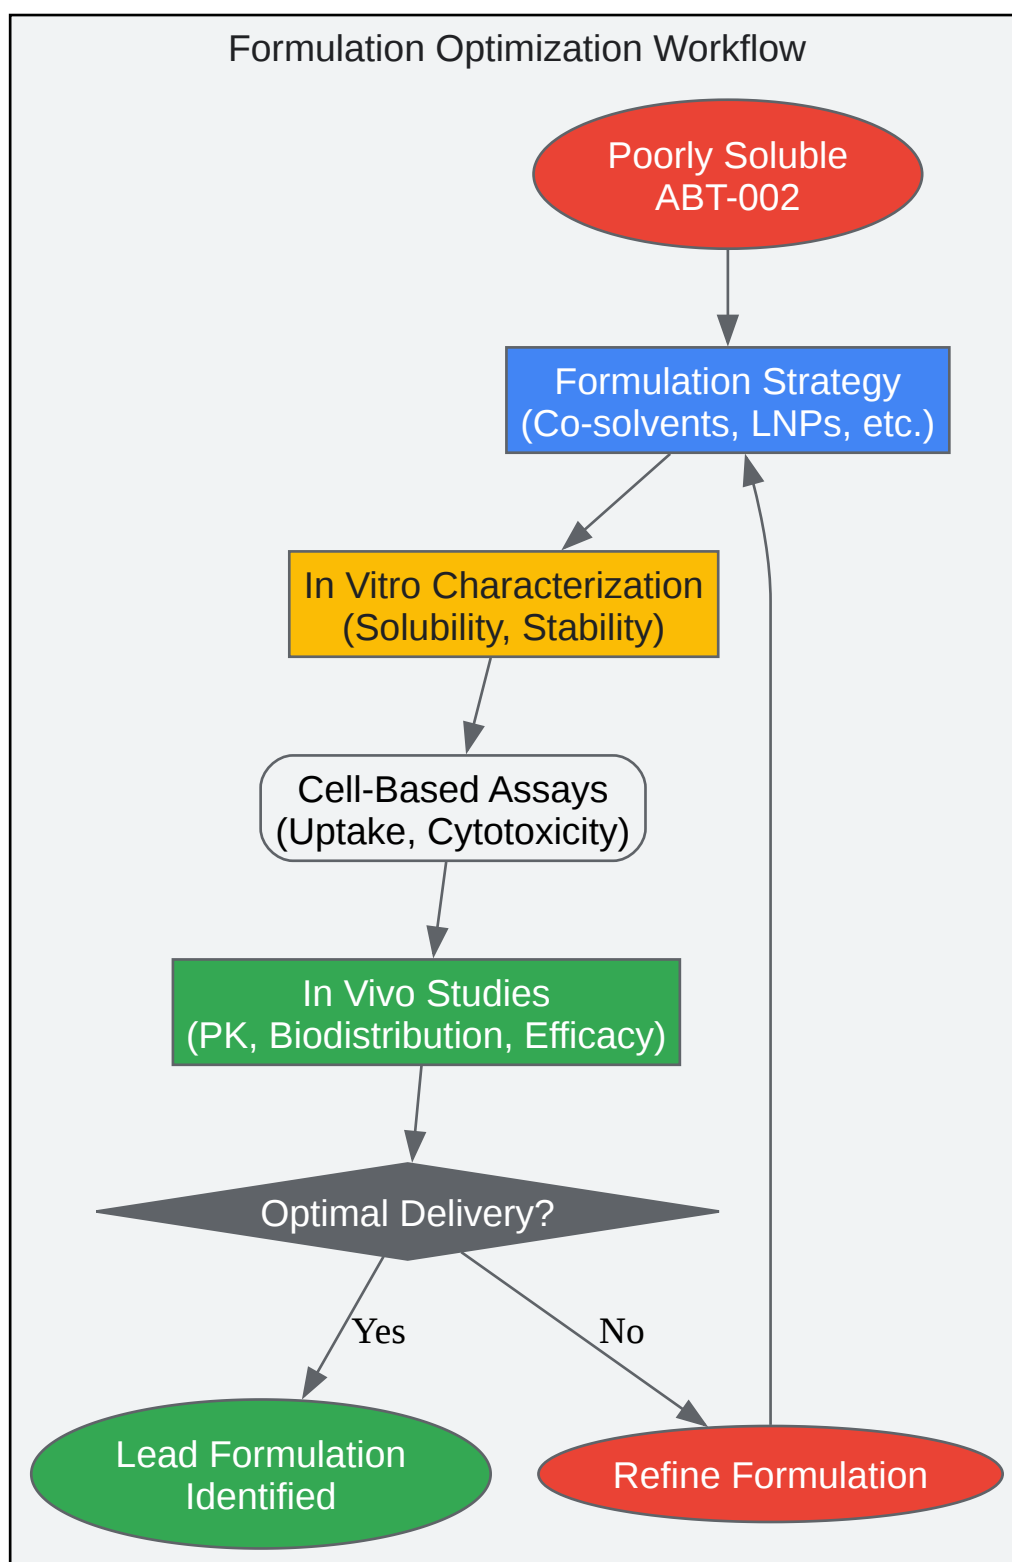 Formulation Optimization Workflow
Poorly Soluble
ABT-002
Formulation Strategy
(Co-solvents, LNPs, etc.)
In Vitro Characterization
(Solubility, Stability)
Cell-Based Assays
(Uptake, Cytotoxicity)
In Vivo Studies
(PK, Biodistribution, Efficacy)
Optimal Delivery?
Yes
No
Lead Formulation
Identified
Refine Formulation